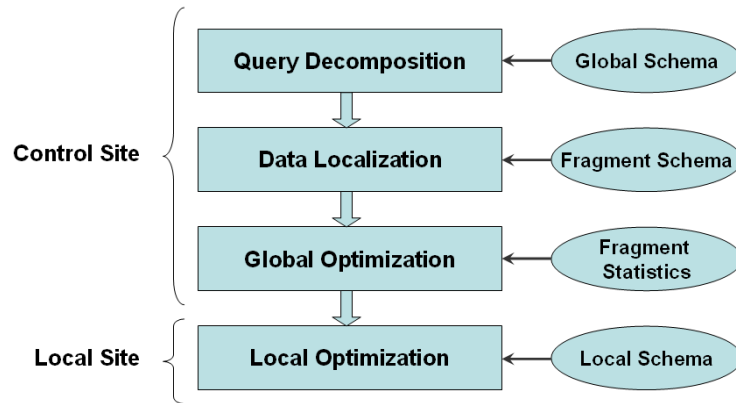 Query Decomposition
Global Schema
Control Site
Data Localization
Fragment Schema
Global Optimization
Fragment
Statistics
Local Site
Local Optimization
Local Schema